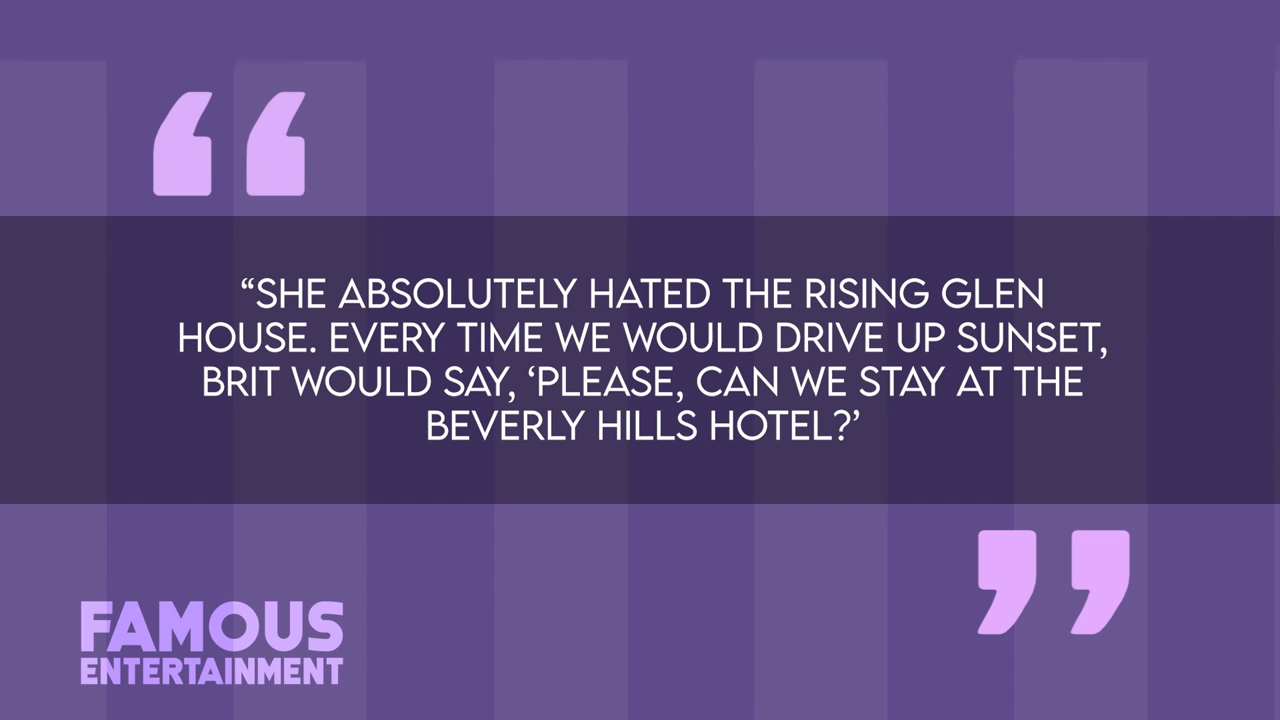 “SHE ABSOLUTELY HATED THE RISING GLEN
HOUSE. EVERY TIME WE WOULD DRIVE UP SUNSET,
BRIT WOULD SAY, ‘PLEASE, CAN WE STAY AT THE
BEVERLY HILLS HOTEL?’
FAMOUS
ENTERTAINMENT